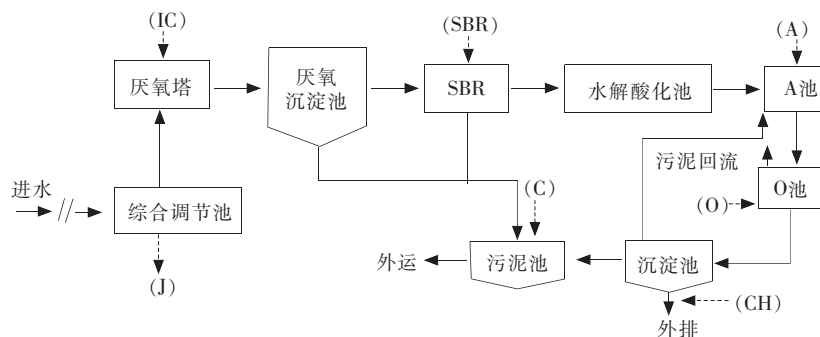 (IC)
(SBR)
(A)
厌氧塔
厌氧
沉淀池
SBR
水解酸化池
A池
污泥回流
进水
综合调节池
(C)
(O)
O池
外运
污泥池
沉淀池
(J)
(CH)
外排